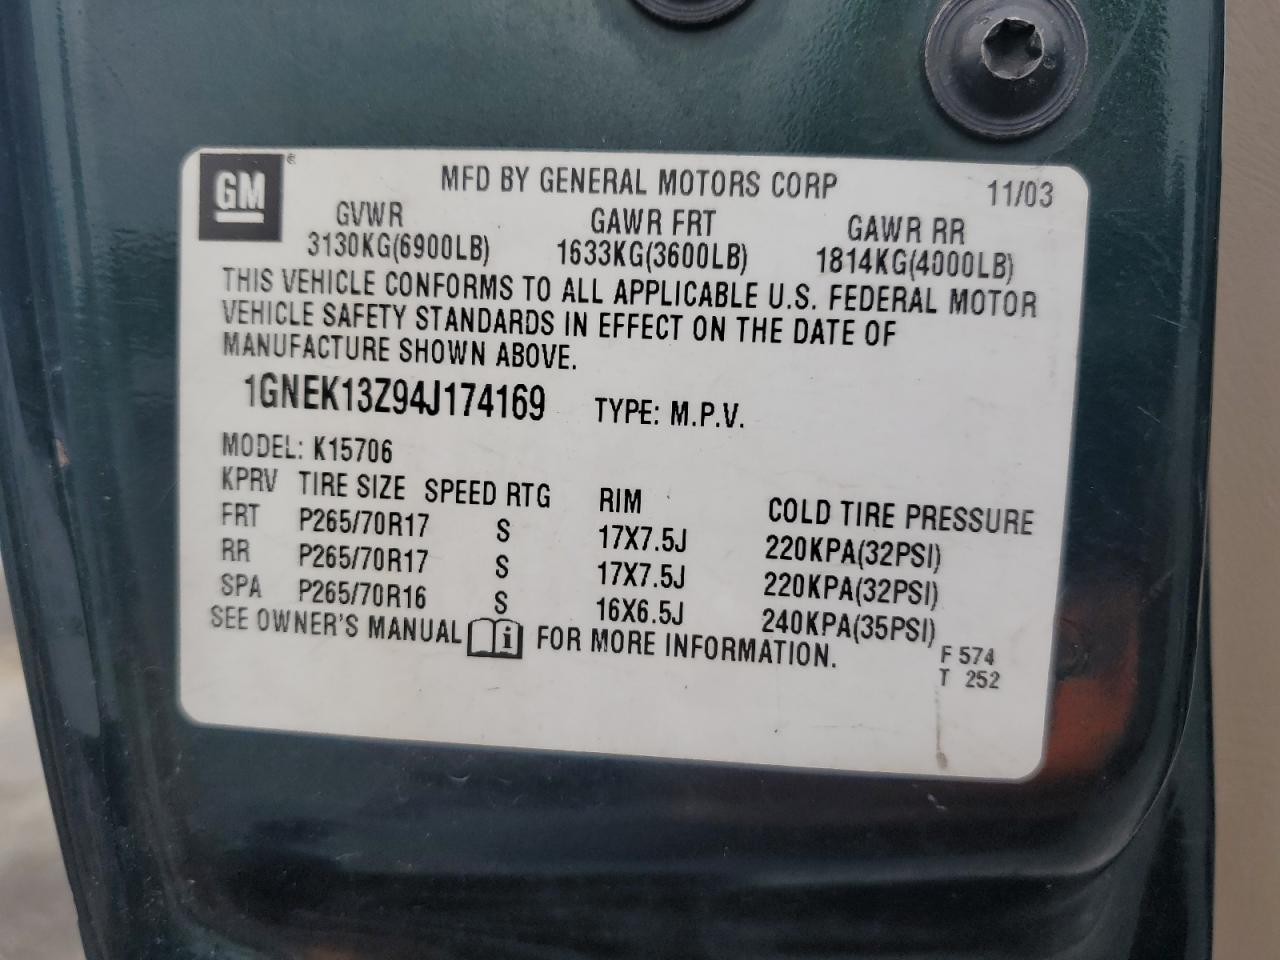 GM®
MFD BY GENERAL MOTORS CORP 11/03
GVWR GAWR FRT GAWR RR
3130KG(6900LB) 1633KG(3600LB) 1814KG(4000LB)
THIS VEHICLE CONFORMS TO ALL APPLICABLE U.S. FEDERAL MOTOR
VEHICLE SAFETY STANDARDS IN EFFECT ON THE DATE OF
MANUFACTURE SHOWN ABOVE.
1GNEK13Z94J174169 TYPE: M.P.V.
MODEL: K15706
KPRV TIRE SIZE SPEED RTG RIM COLD TIRE PRESSURE
FRT P265/70R17 S 17X7.5J 220KPA(32PSI)
RR P265/70R17 S 17X7.5J 220KPA(32PSI)
SPA P265/70R16 S 16X6.5J 240KPA(35PSI)
SEE OWNER'S MANUAL i FOR MORE INFORMATION.
F 574
T 252